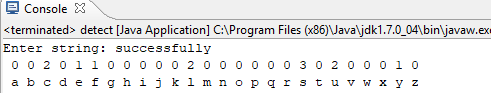 Console
<terminated> detect [Java Application] C:\Program Files (x86)\Java\jdk1.7.0_04\bin\javaw.exe
Enter string: successfully
0 0 2 0 1 1 0 0 0 0 0 2 0 0 0 0 0 0 3 0 2 0 0 0 1 0
a b c d e f g h i j k l m n o p q r s t u v w x y z